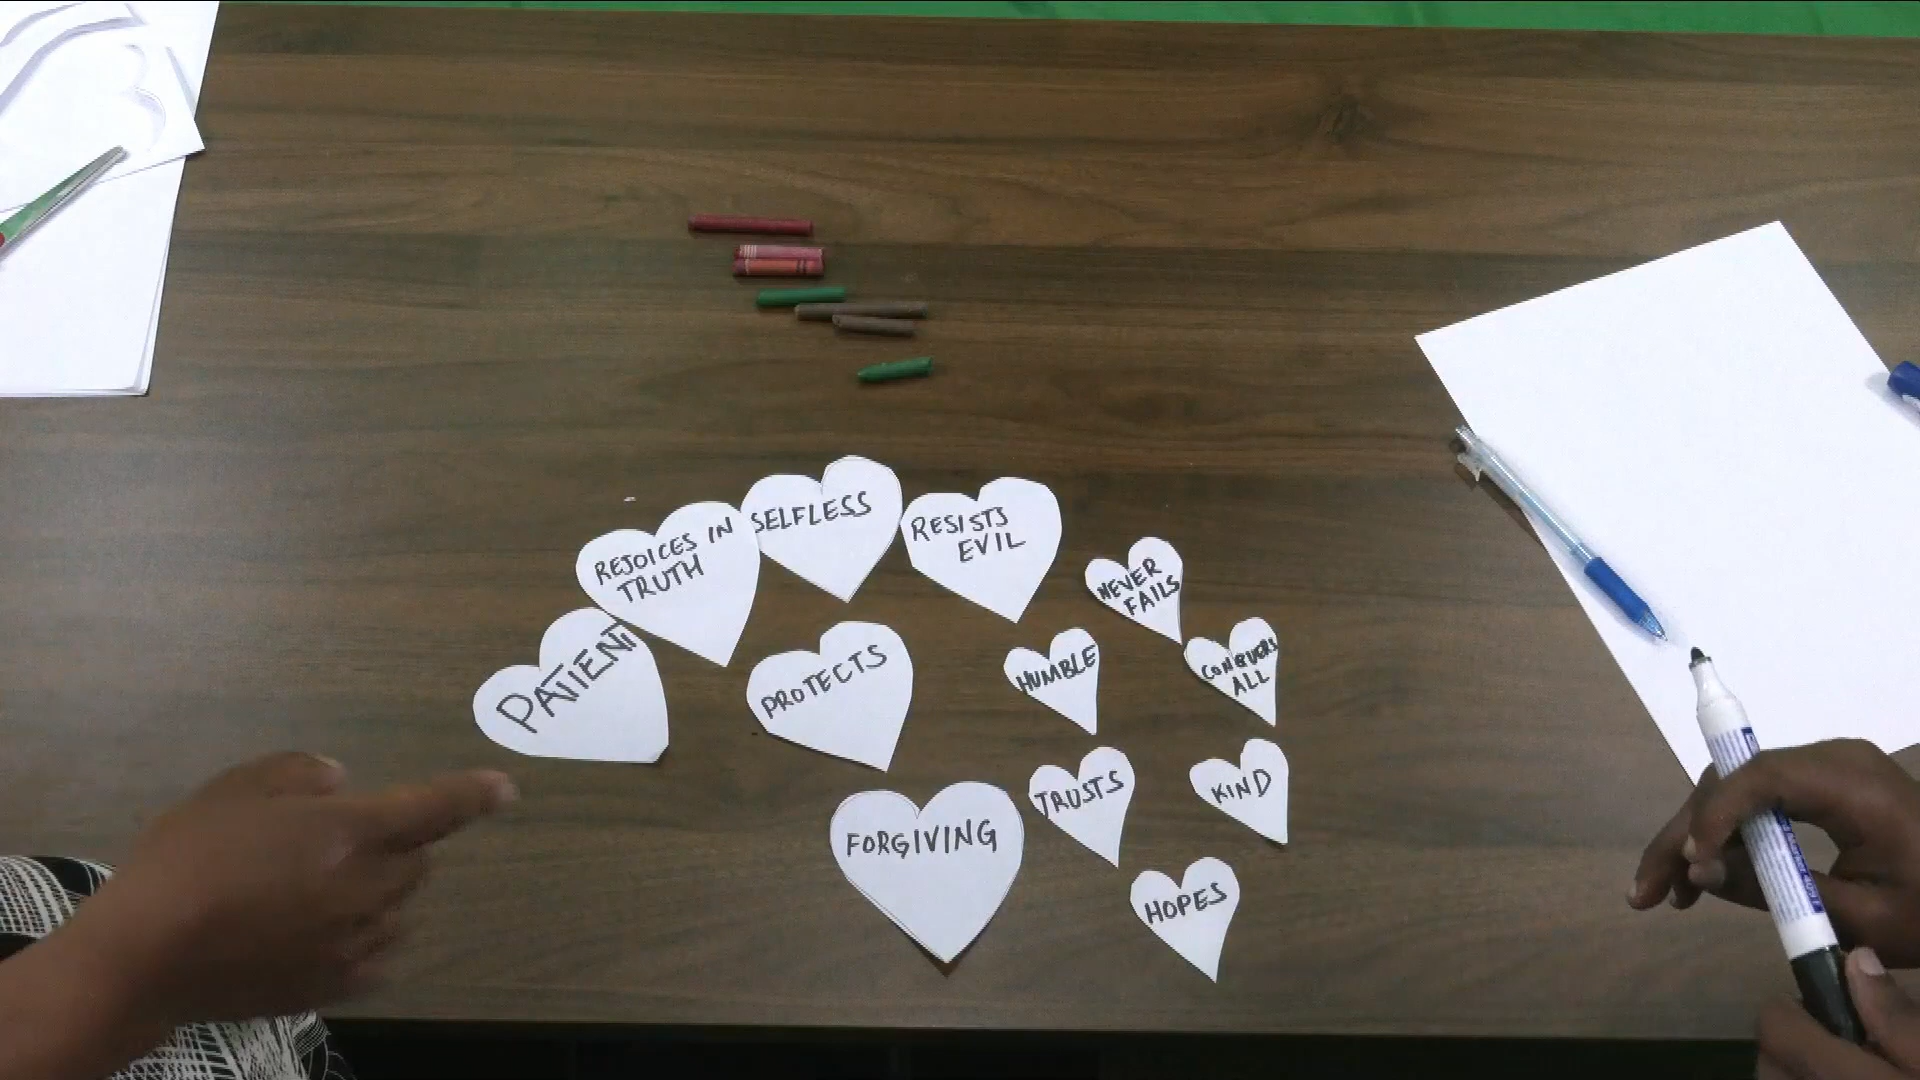 SELFLESS
REJOICES IN
TRUTH
RESISTS
EVIL
NEVER
FAILS
PATIENT
PROTECTS
HUMBLE
CONQUERS
ALL
FORGIVING
TRUSTS
KIND
HOPES